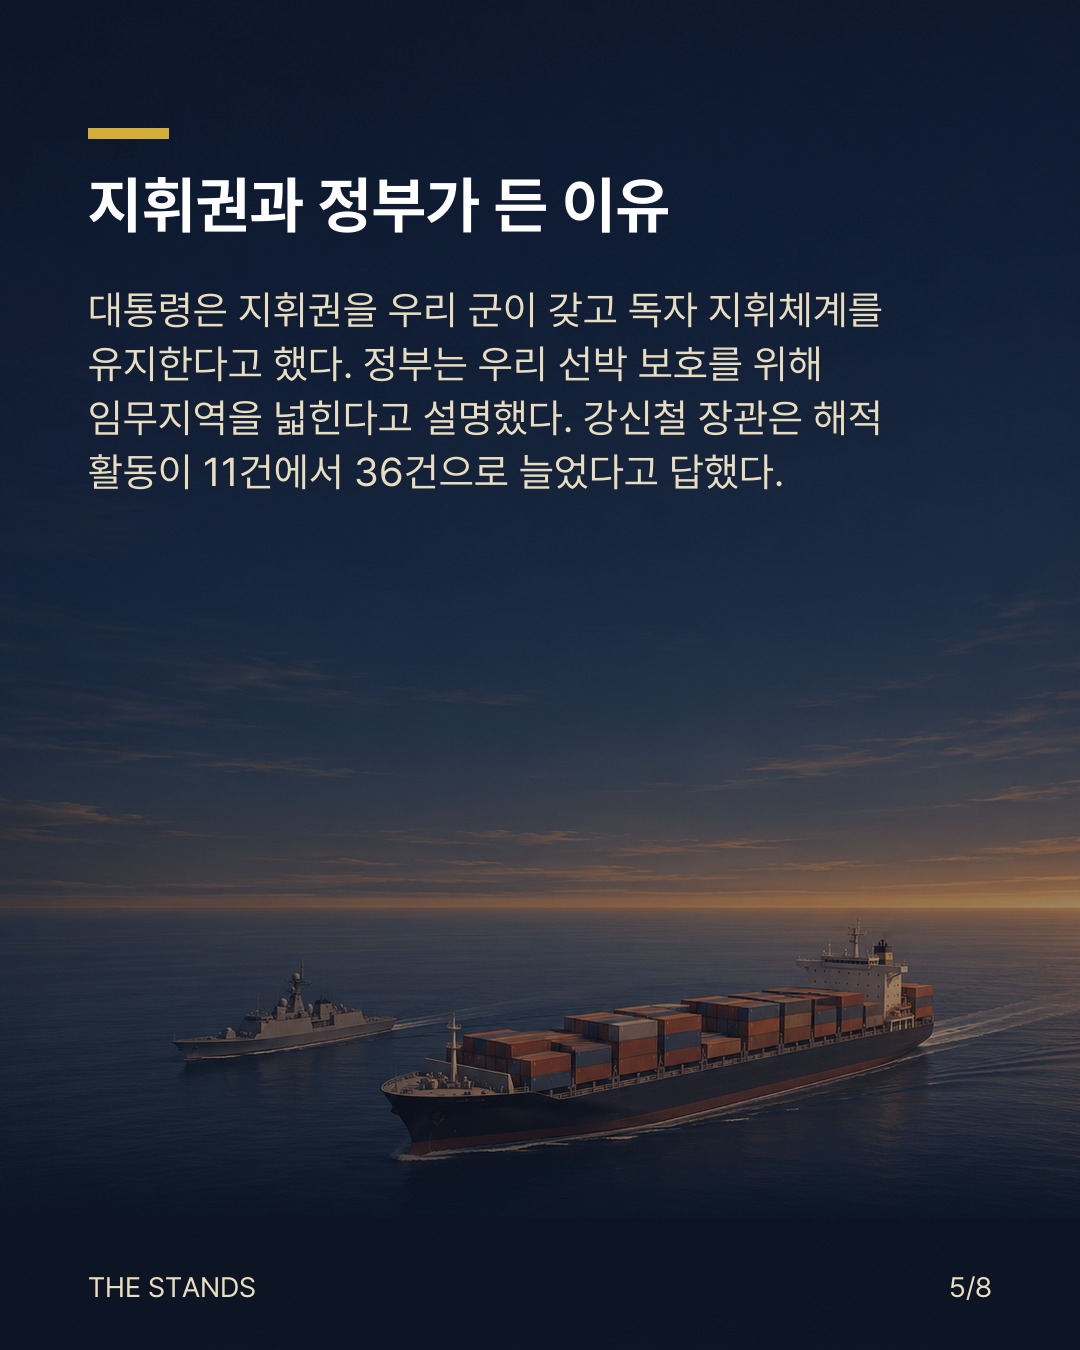 지휘권과 정부가 든 이유
대통령은 지휘권을 우리 군이 갖고 독자 지휘체계를
유지한다고 했다. 정부는 우리 선박 보호를 위해
임무지역을 넓힌다고 설명했다. 강신철 장관은 해적
활동이 11건에서 36건으로 늘었다고 답했다.
THE STANDS
5/8